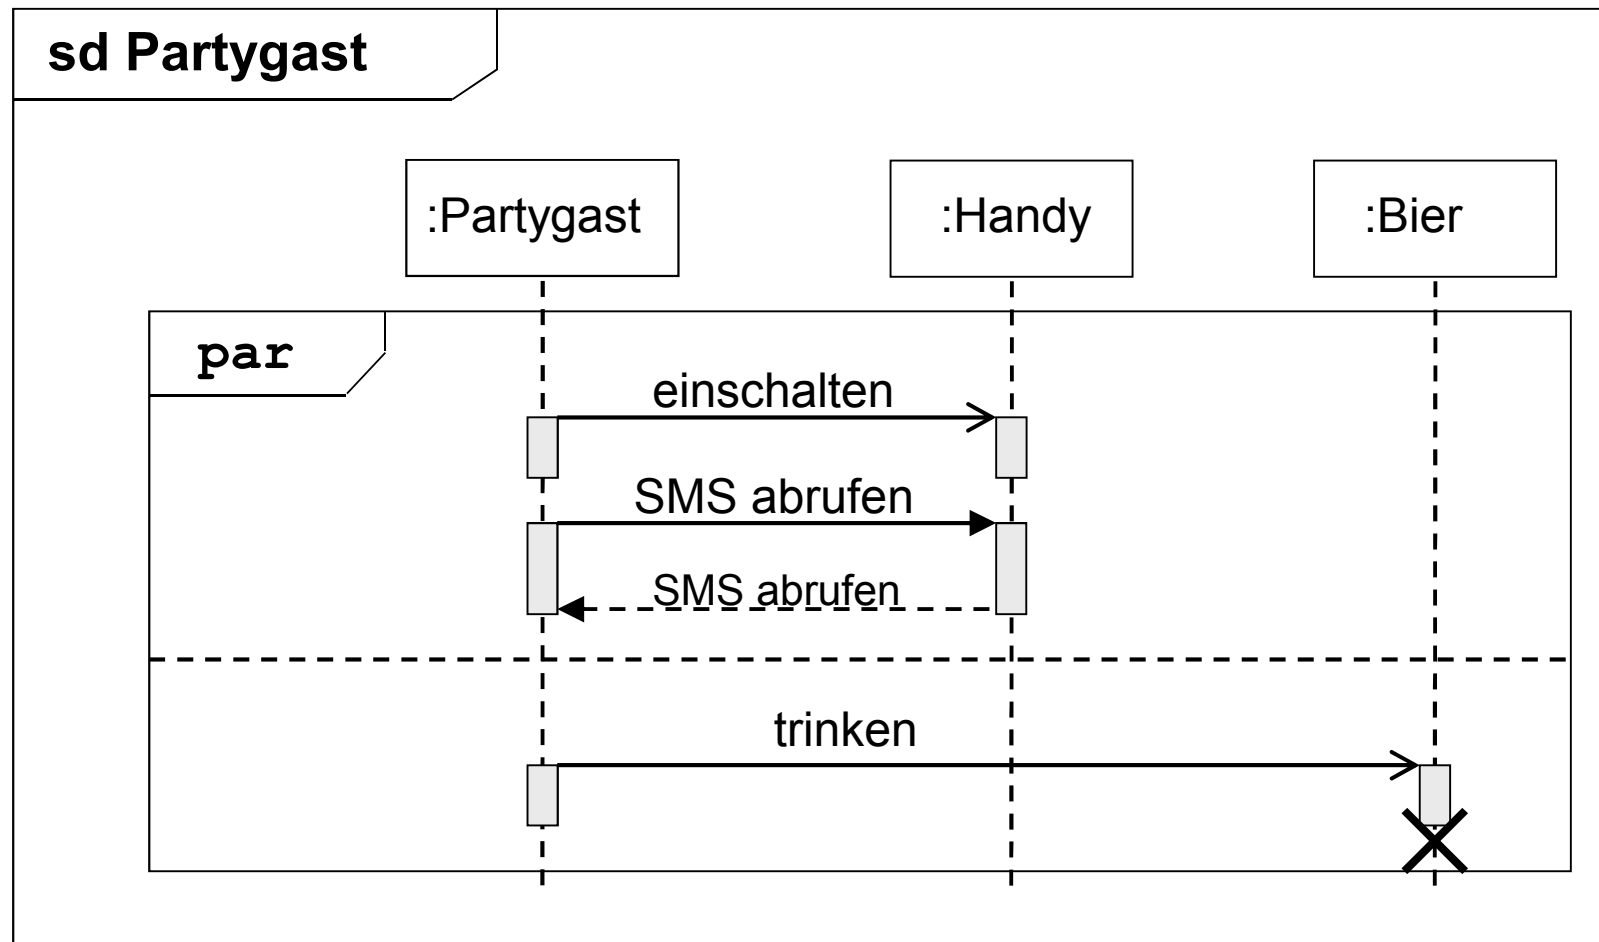 sd Partygast
:Partygast
:Handy
:Bier
par
einschalten
SMS abrufen
SMS abrufen
trinken